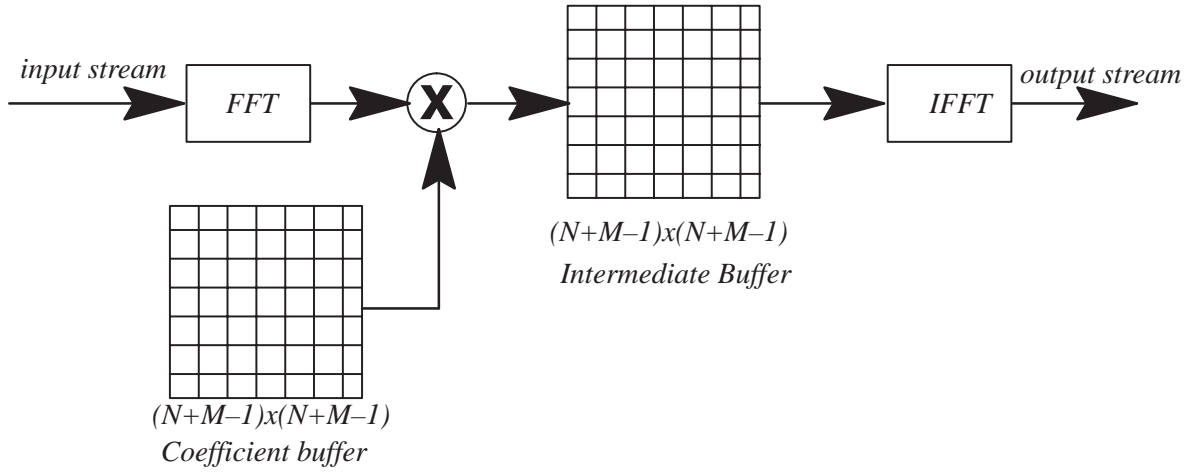 input stream
FFT
X
IFFT
output stream
(N+M–1)x(N+M–1)
Intermediate Buffer
(N+M–1)x(N+M–1)
Coefficient buffer